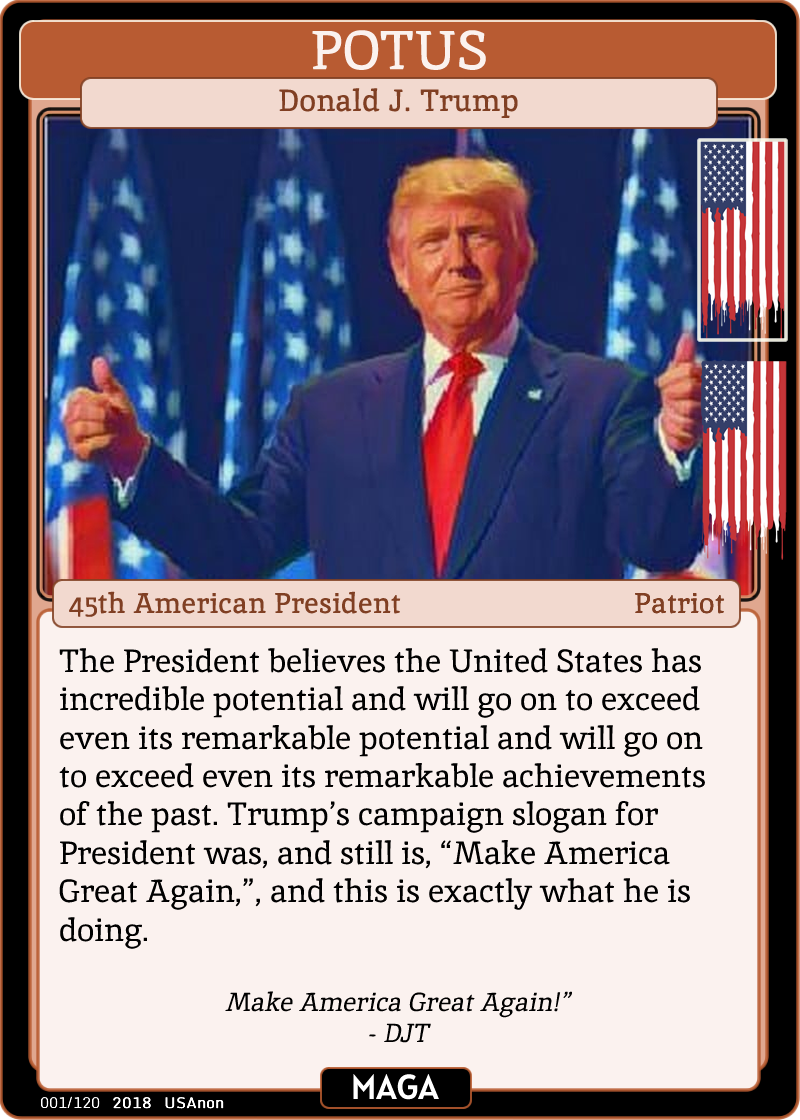 POTUS
Donald J. Trump
45th American President Patriot
The President believes the United States has
incredible potential and will go on to exceed
even its remarkable potential and will go on
to exceed even its remarkable achievements
of the past. Trump’s campaign slogan for
President was, and still is, “Make America
Great Again,”, and this is exactly what he is
doing.
Make America Great Again!”
- DJT
MAGA
001/120 2018 USAnon